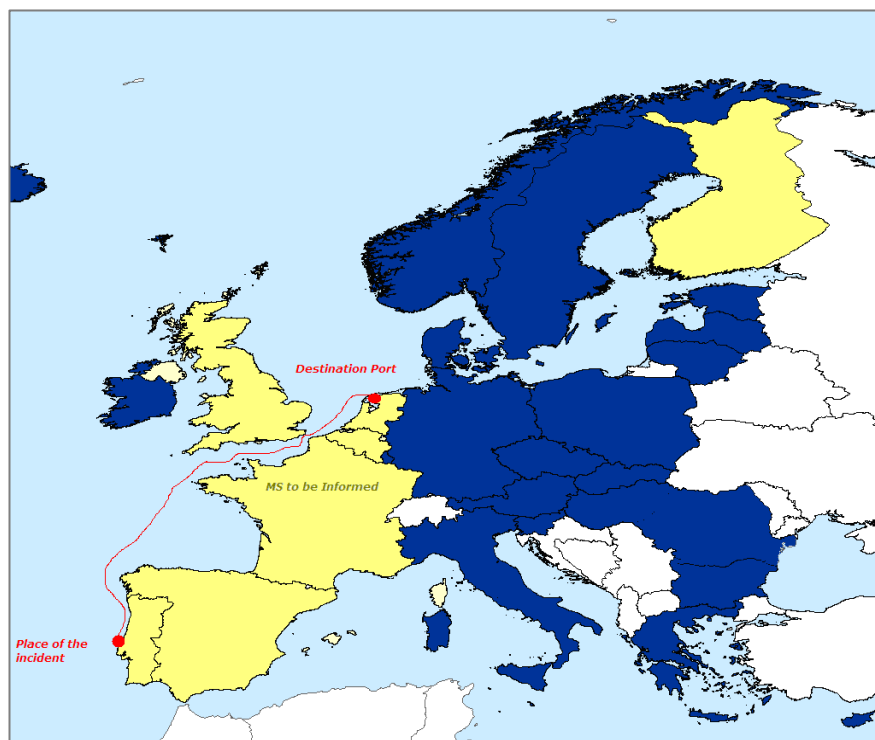 Destination Port
MS to be Informed
Place of the
incident